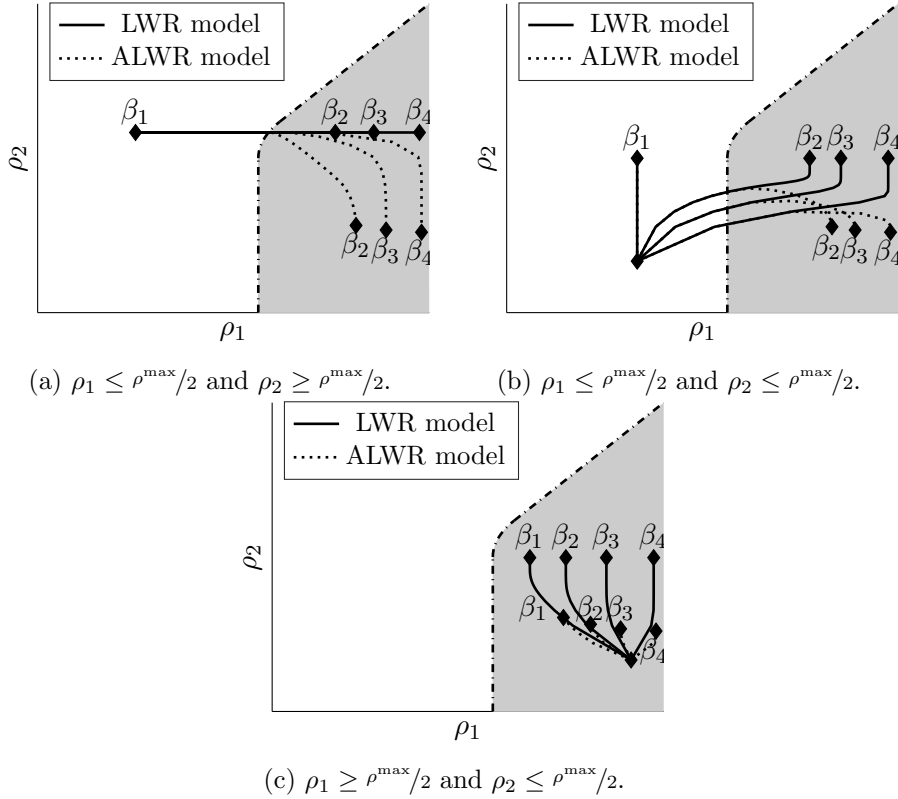 LWR model
ALWR model
β₁
β₂
β₃
β₄
β₂
β₃
β₄
ρ₂
ρ₁
(a) ρ₁ ≤ ρᵐᵃˣ/₂ and ρ₂ ≥ ρᵐᵃˣ/₂.
LWR model
ALWR model
β₁
β₂
β₃
β₄
β₂
β₃
β₄
ρ₂
ρ₁
(b) ρ₁ ≤ ρᵐᵃˣ/₂ and ρ₂ ≤ ρᵐᵃˣ/₂.
LWR model
ALWR model
β₁
β₂
β₃
β₄
β₁
β₂
β₃
β₄
ρ₂
ρ₁
(c) ρ₁ ≥ ρᵐᵃˣ/₂ and ρ₂ ≤ ρᵐᵃˣ/₂.